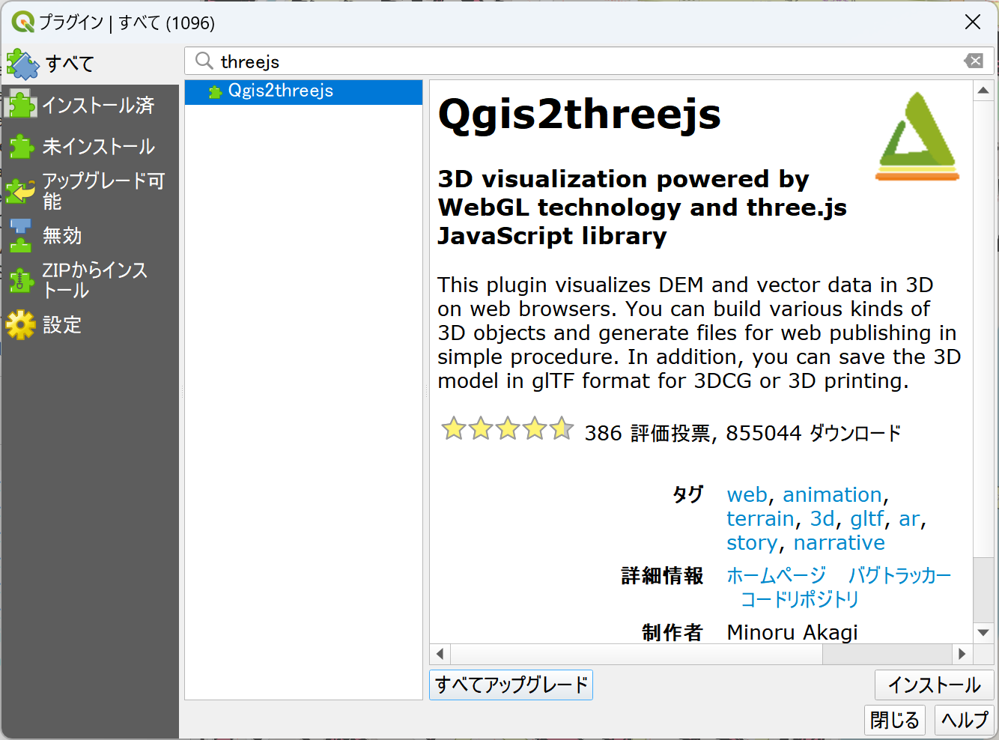 プラグイン | すべて (1096)
すべて
インストール済
未インストール
アップグレード可
能
無効
ZIPからインス
トール
設定
threejs
Qgis2threejs
Qgis2threejs
3D visualization powered by
WebGL technology and three.js
JavaScript library
This plugin visualizes DEM and vector data in 3D
on web browsers. You can build various kinds of
3D objects and generate files for web publishing in
simple procedure. In addition, you can save the 3D
model in glTF format for 3DCG or 3D printing.
386 評価投票, 855044 ダウンロード
タグ web, animation,
terrain, 3d, gltf, ar,
story, narrative
詳細情報 ホームページ バグトラッカー
コードリポジトリ
制作者 Minoru Akagi
すべてアップグレード
インストール
閉じる
ヘルプ